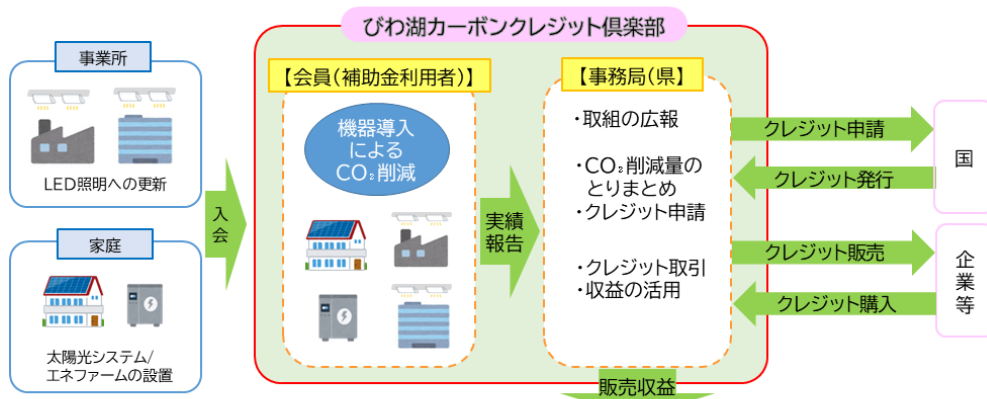 びわ湖カーボンクレジット倶楽部
事業所
LED照明への更新
家庭
太陽光システム/
エネファームの設置
入会
【会員(補助金利用者)】
機器導入
による
CO₂削減
実績
報告
【事務局(県)】
・取組の広報
・CO₂削減量の
とりまとめ
・クレジット申請
・クレジット取引
・収益の活用
クレジット申請
クレジット発行
国
クレジット販売
クレジット購入
企業等
販売収益